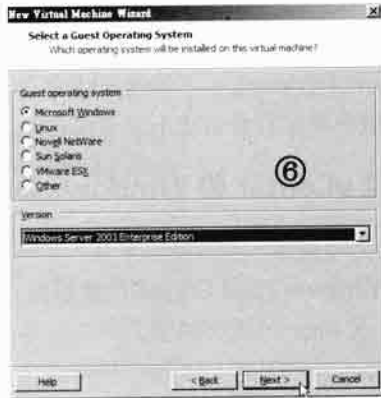 New Virtual Machine Wizard
Select a Guest Operating System
Which operating system will be installed on this virtual machine?
Guest operating system
Microsoft Windows
Linux
Novell NetWare
Sun Solaris
VMware ESX
Other
⑥
Version
Windows Server 2003 Enterprise Edition
Help
< Back
Next >
Cancel